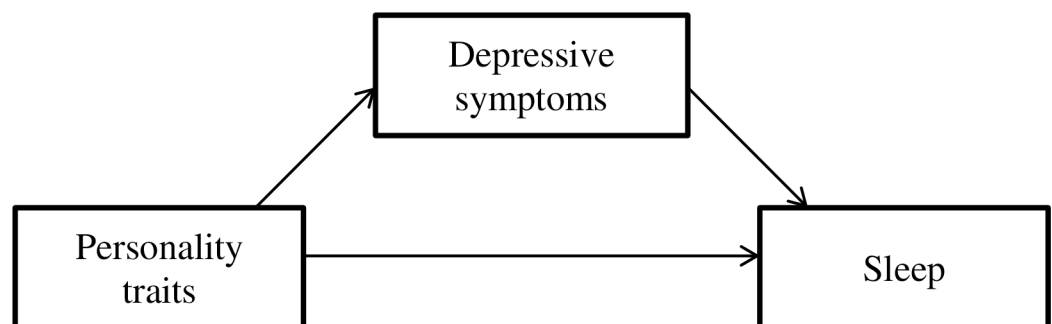 Depressive
symptoms
Personality
traits
Sleep